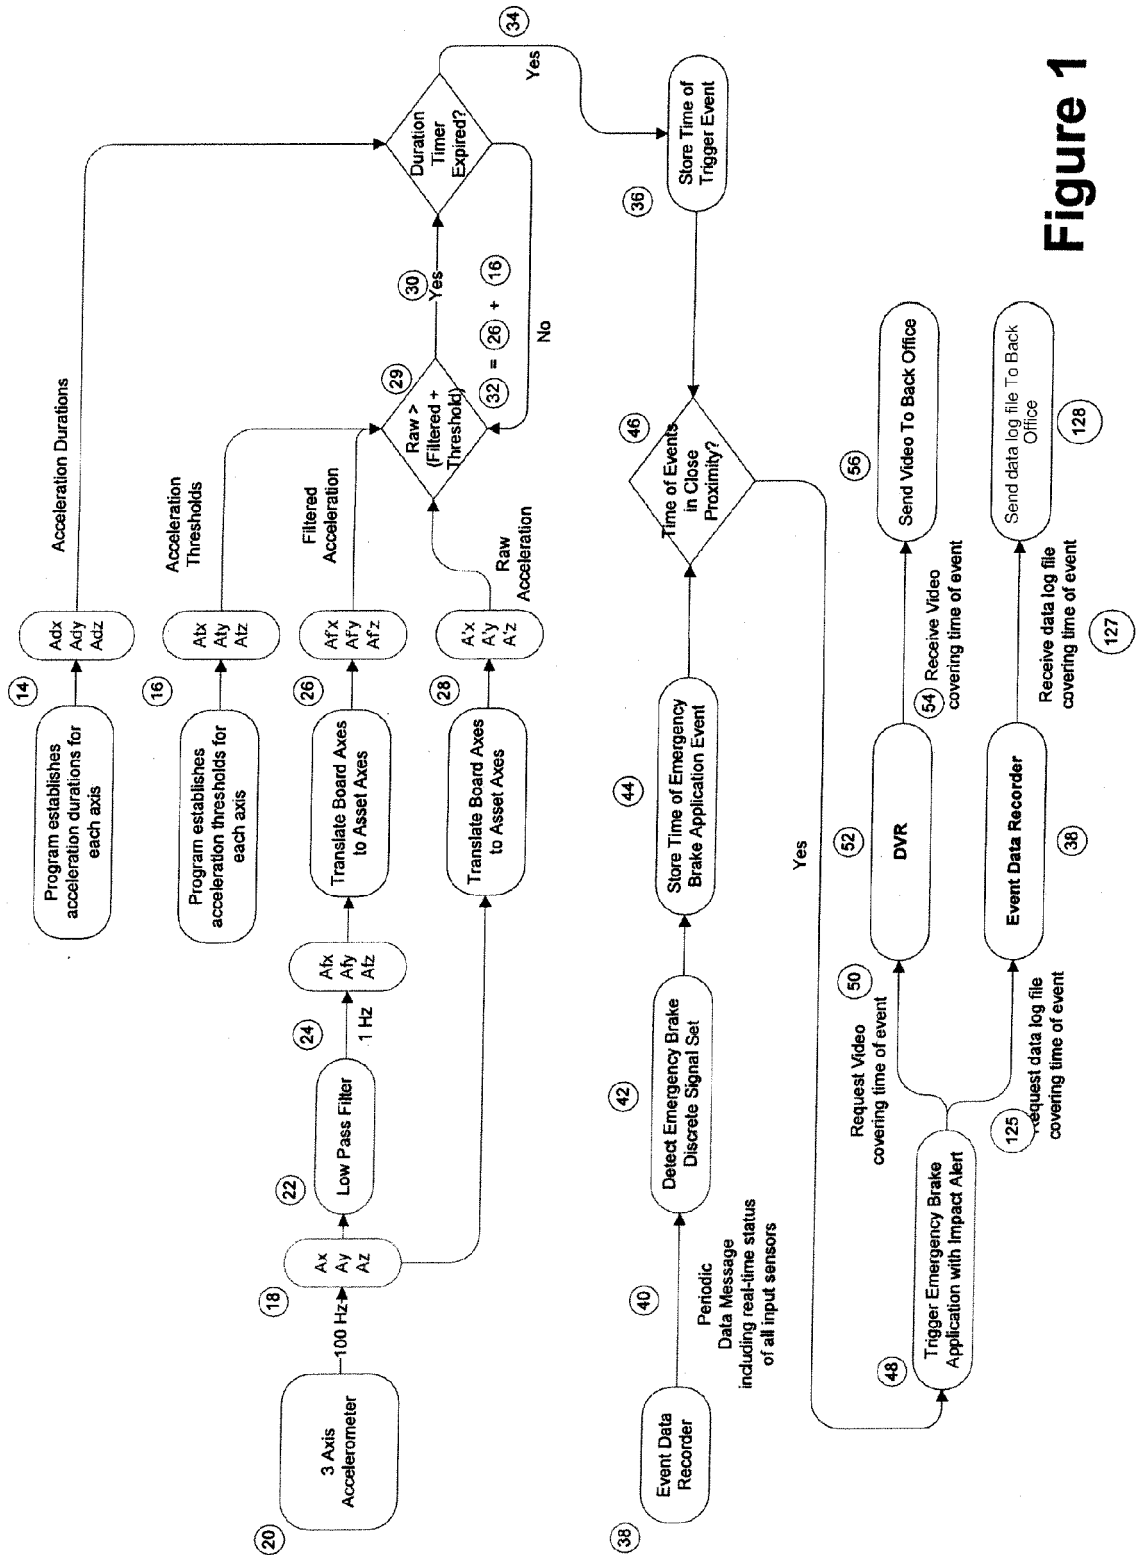 14
Program establishes
acceleration durations for
each axis
Adx
Ady
Adz
Acceleration Durations
16
Program establishes
acceleration thresholds for
each axis
Atx
Aty
Atz
Acceleration
Thresholds
20
3 Axis
Accelerometer
100 Hz
18
Ax
Ay
Az
22
Low Pass Filter
24
1 Hz
Afx
Afy
Afz
Translate Board Axes
to Asset Axes
26
Af'x
Af'y
Af'z
Filtered
Acceleration
Translate Board Axes
to Asset Axes
28
A'x
A'y
A'z
Raw
Acceleration
29
Raw >
(Filtered +
Threshold)
30
Yes
32 = 26 + 16
Duration
Timer
Expired?
No
34
Yes
36
Store Time of
Trigger Event
38
Event Data
Recorder
40
Periodic
Data Message
including real-time status
of all input sensors
42
Detect Emergency Brake
Discrete Signal Set
44
Store Time of Emergency
Brake Application Event
46
Time of Events
in Close
Proximity?
Yes
48
Trigger Emergency Brake
Application with Impact Alert
Request Video
covering time of event
50
52
DVR
54
Receive Video
covering time of event
56
Send Video To Back Office
125
equest data log file
covering time of event
Event Data Recorder
38
Receive data log file
covering time of event
127
Send data log file To Back
Office
128
Figure 1